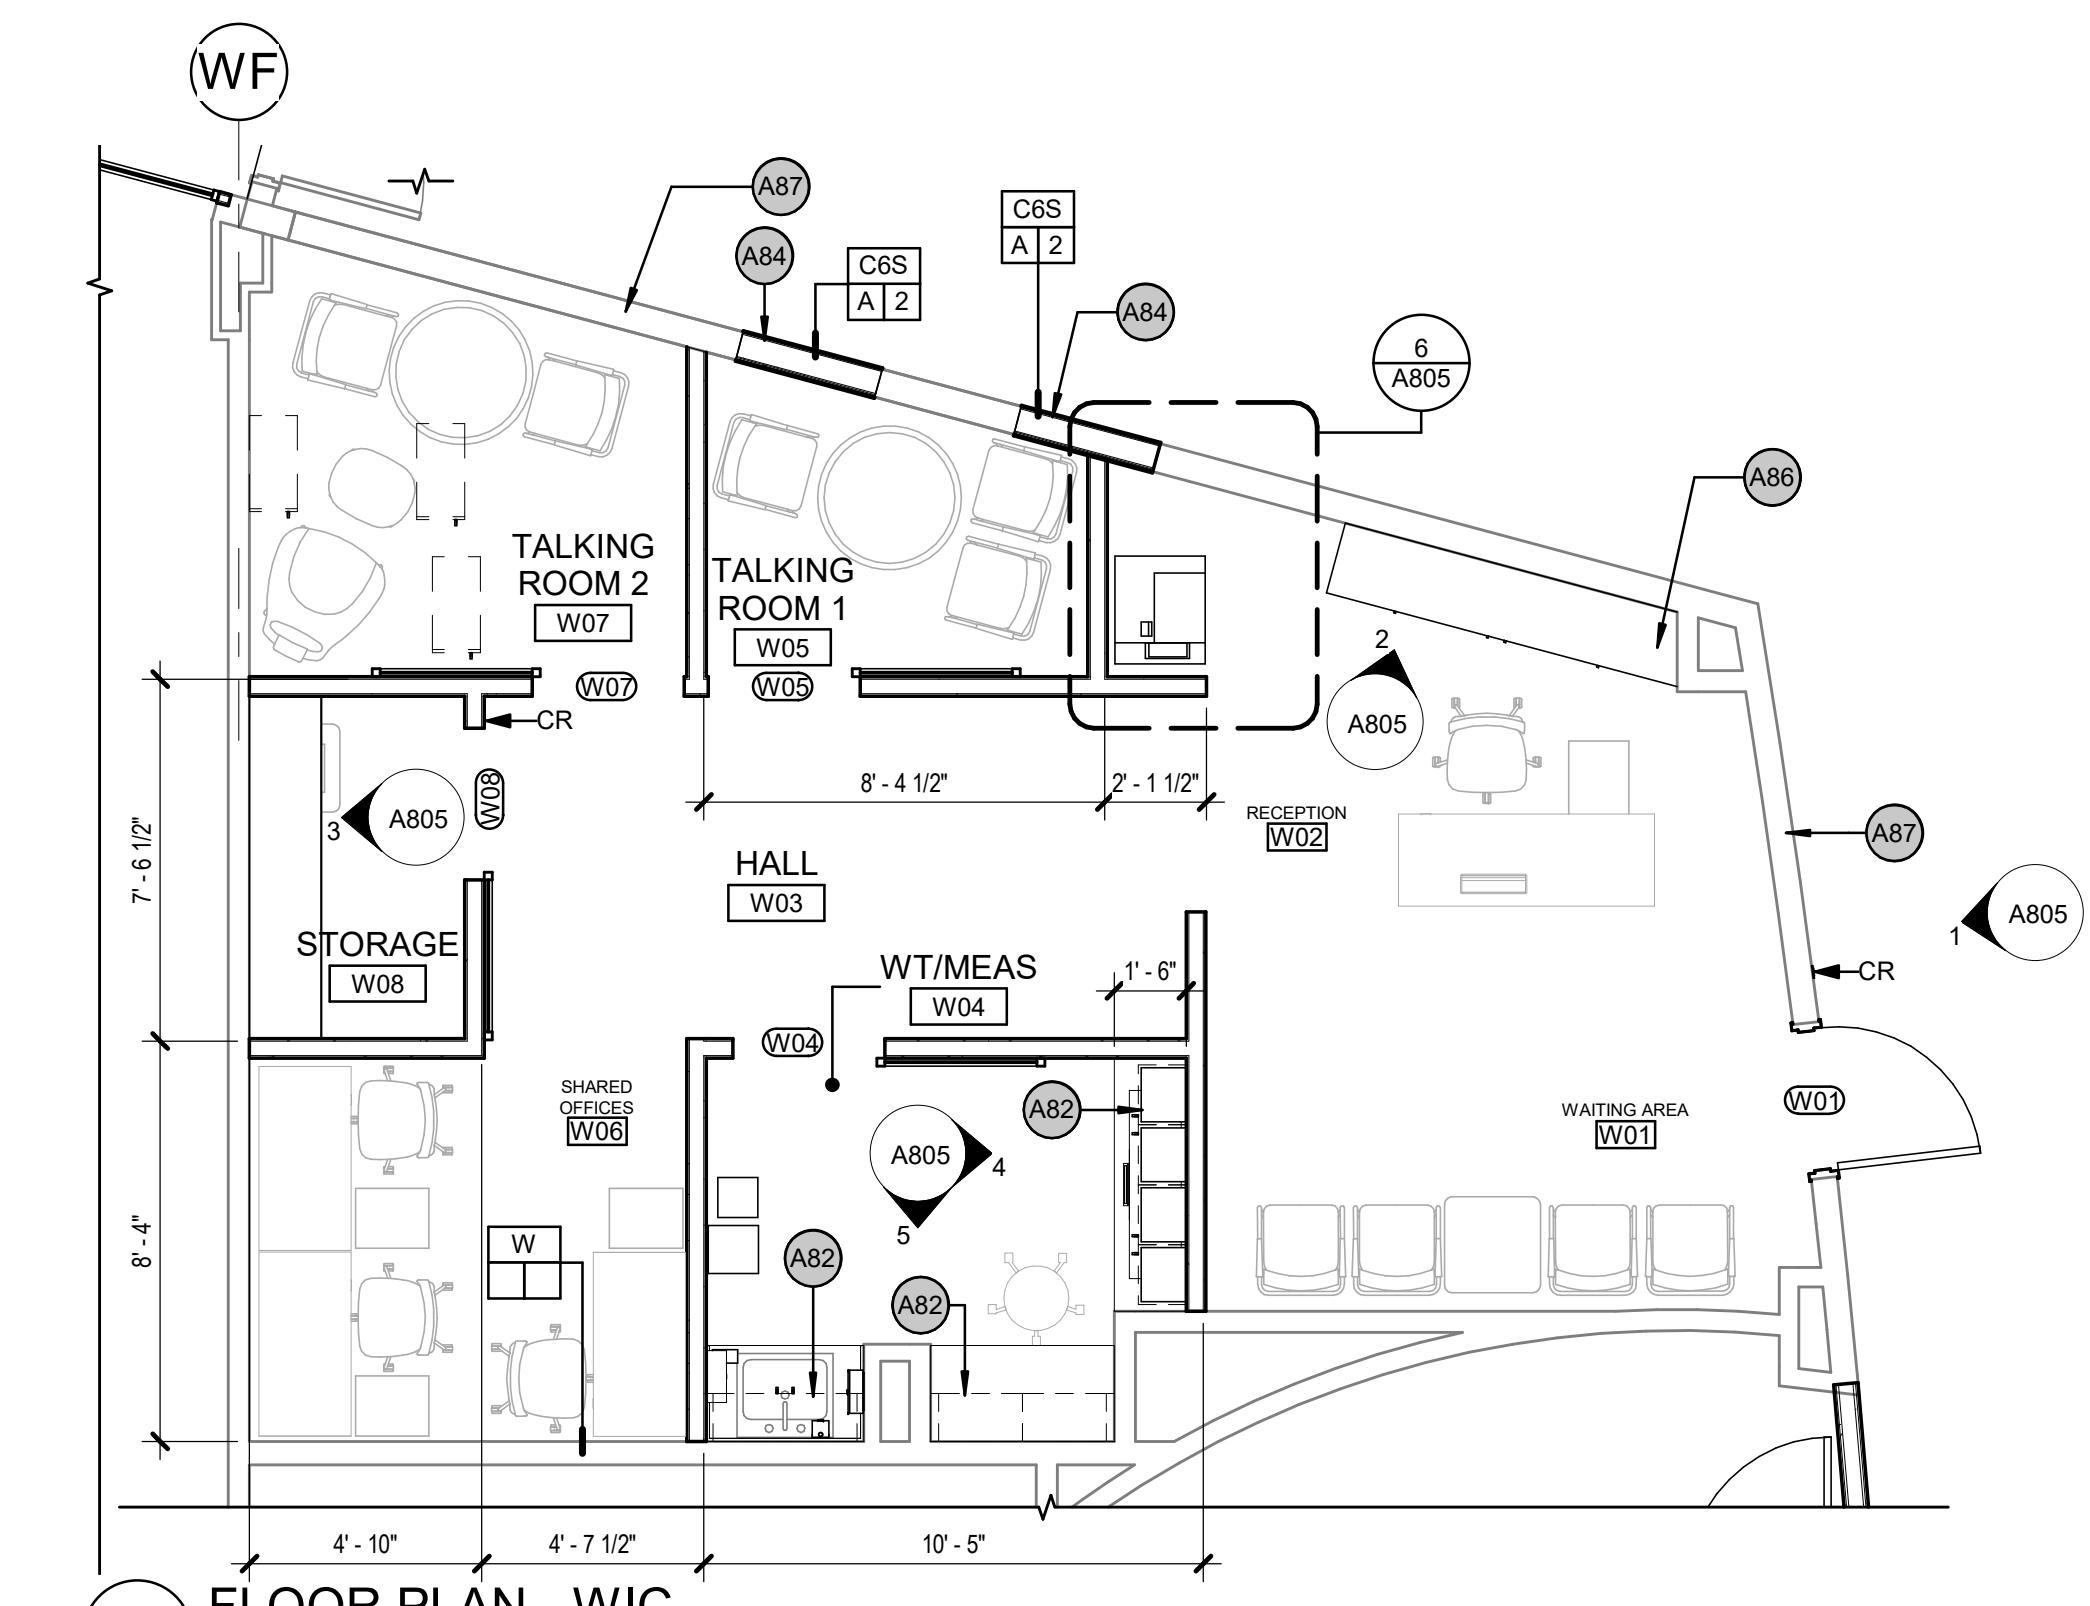 WF
A87
C6S
A 2
A84
C6S
A 2
A84
6
A805
A86
TALKING
ROOM 2
W07
TALKING
ROOM 1
W05
2
A805
W07
W05
CR
W08
3
A805
8' - 4 1/2"
2' - 1 1/2"
RECEPTION
W02
A87
7' - 6 1/2"
HALL
W03
A805
1
STORAGE
W08
WT/MEAS
W04
1' - 6"
CR
W04
SHARED
OFFICES
W06
A82
WAITING AREA
W01
W01
A805
4
5
8' - 4"
W
A82
A82
4' - 10"
4' - 7 1/2"
10' - 5"
FLOOR PLAN - WIC